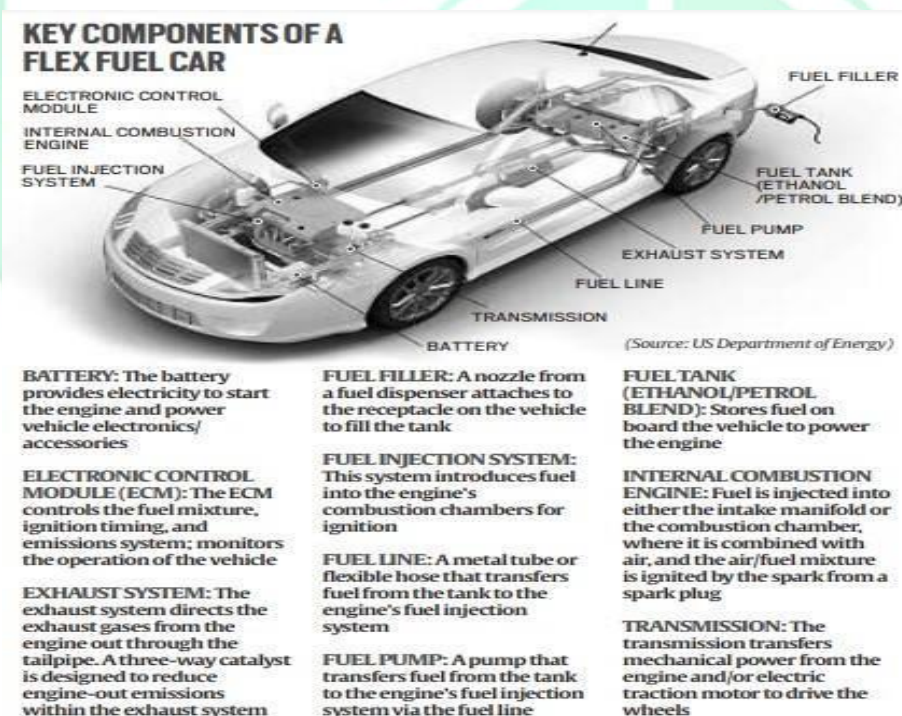 KEY COMPONENTS OF A
FLEX FUEL CAR
ELECTRONIC CONTROL
MODULE
INTERNAL COMBUSTION
ENGINE
FUEL INJECTION
SYSTEM
FUEL FILLER
FUEL TANK
(ETHANOL
/PETROL BLEND)
FUEL PUMP
EXHAUST SYSTEM
FUEL LINE
TRANSMISSION
BATTERY
(Source: US Department of Energy)
BATTERY: The battery
provides electricity to start
the engine and power
vehicle electronics/
accessories
ELECTRONIC CONTROL
MODULE (ECM): The ECM
controls the fuel mixture,
ignition timing, and
emissions system; monitors
the operation of the vehicle
EXHAUST SYSTEM: The
exhaust system directs the
exhaust gases from the
engine out through the
tailpipe. A three-way catalyst
is designed to reduce
engine-out emissions
within the exhaust system
FUEL FILLER: A nozzle from
a fuel dispenser attaches to
the receptacle on the vehicle
to fill the tank
FUEL INJECTION SYSTEM:
This system introduces fuel
into the engine's
combustion chambers for
ignition
FUEL LINE: A metal tube or
flexible hose that transfers
fuel from the tank to the
engine's fuel injection
system
FUEL PUMP: A pump that
transfers fuel from the tank
to the engine's fuel injection
system via the fuel line
FUEL TANK
(ETHANOL/PETROL
BLEND): Stores fuel on
board the vehicle to power
the engine
INTERNAL COMBUSTION
ENGINE: Fuel is injected into
either the intake manifold or
the combustion chamber,
where it is combined with
air, and the air/fuel mixture
is ignited by the spark from a
spark plug
TRANSMISSION: The
transmission transfers
mechanical power from the
engine and/or electric
traction motor to drive the
wheels